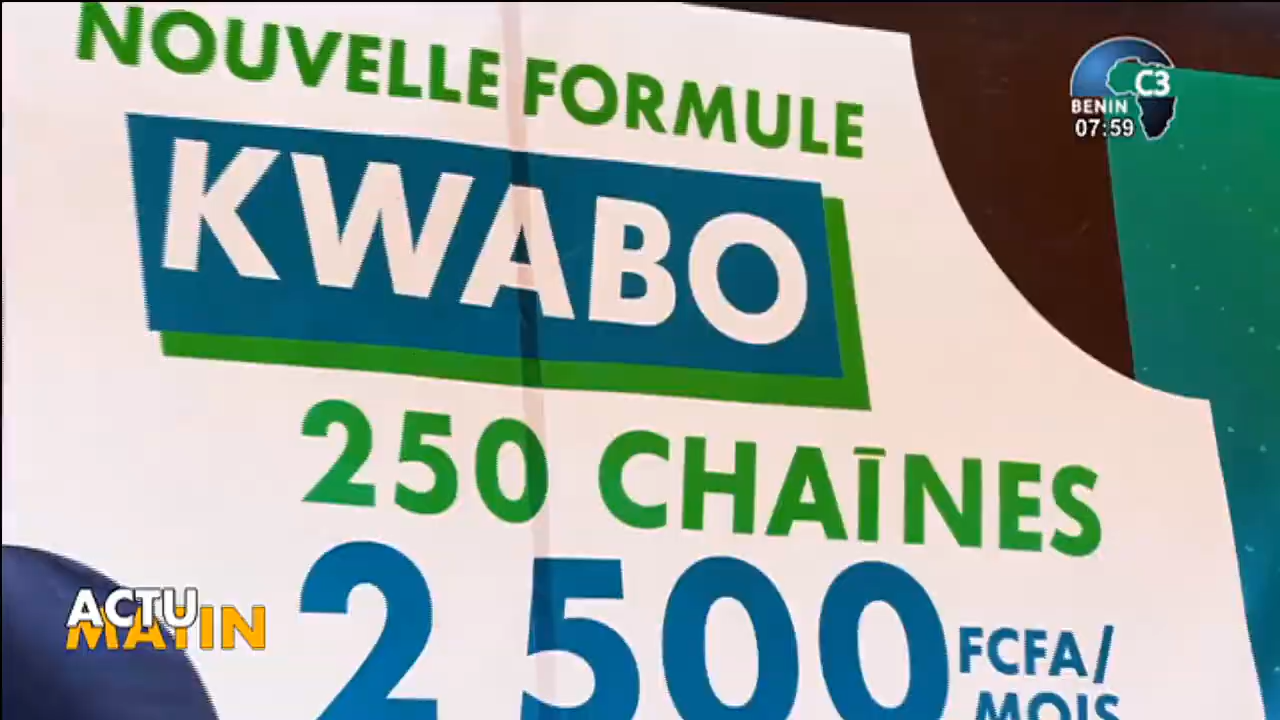 NOUVELLE FORMULE
KWABO
250 CHAÎNES
2 500 FCFA/
MOIS
C3
BENIN
07:59
ACTU
MATIN